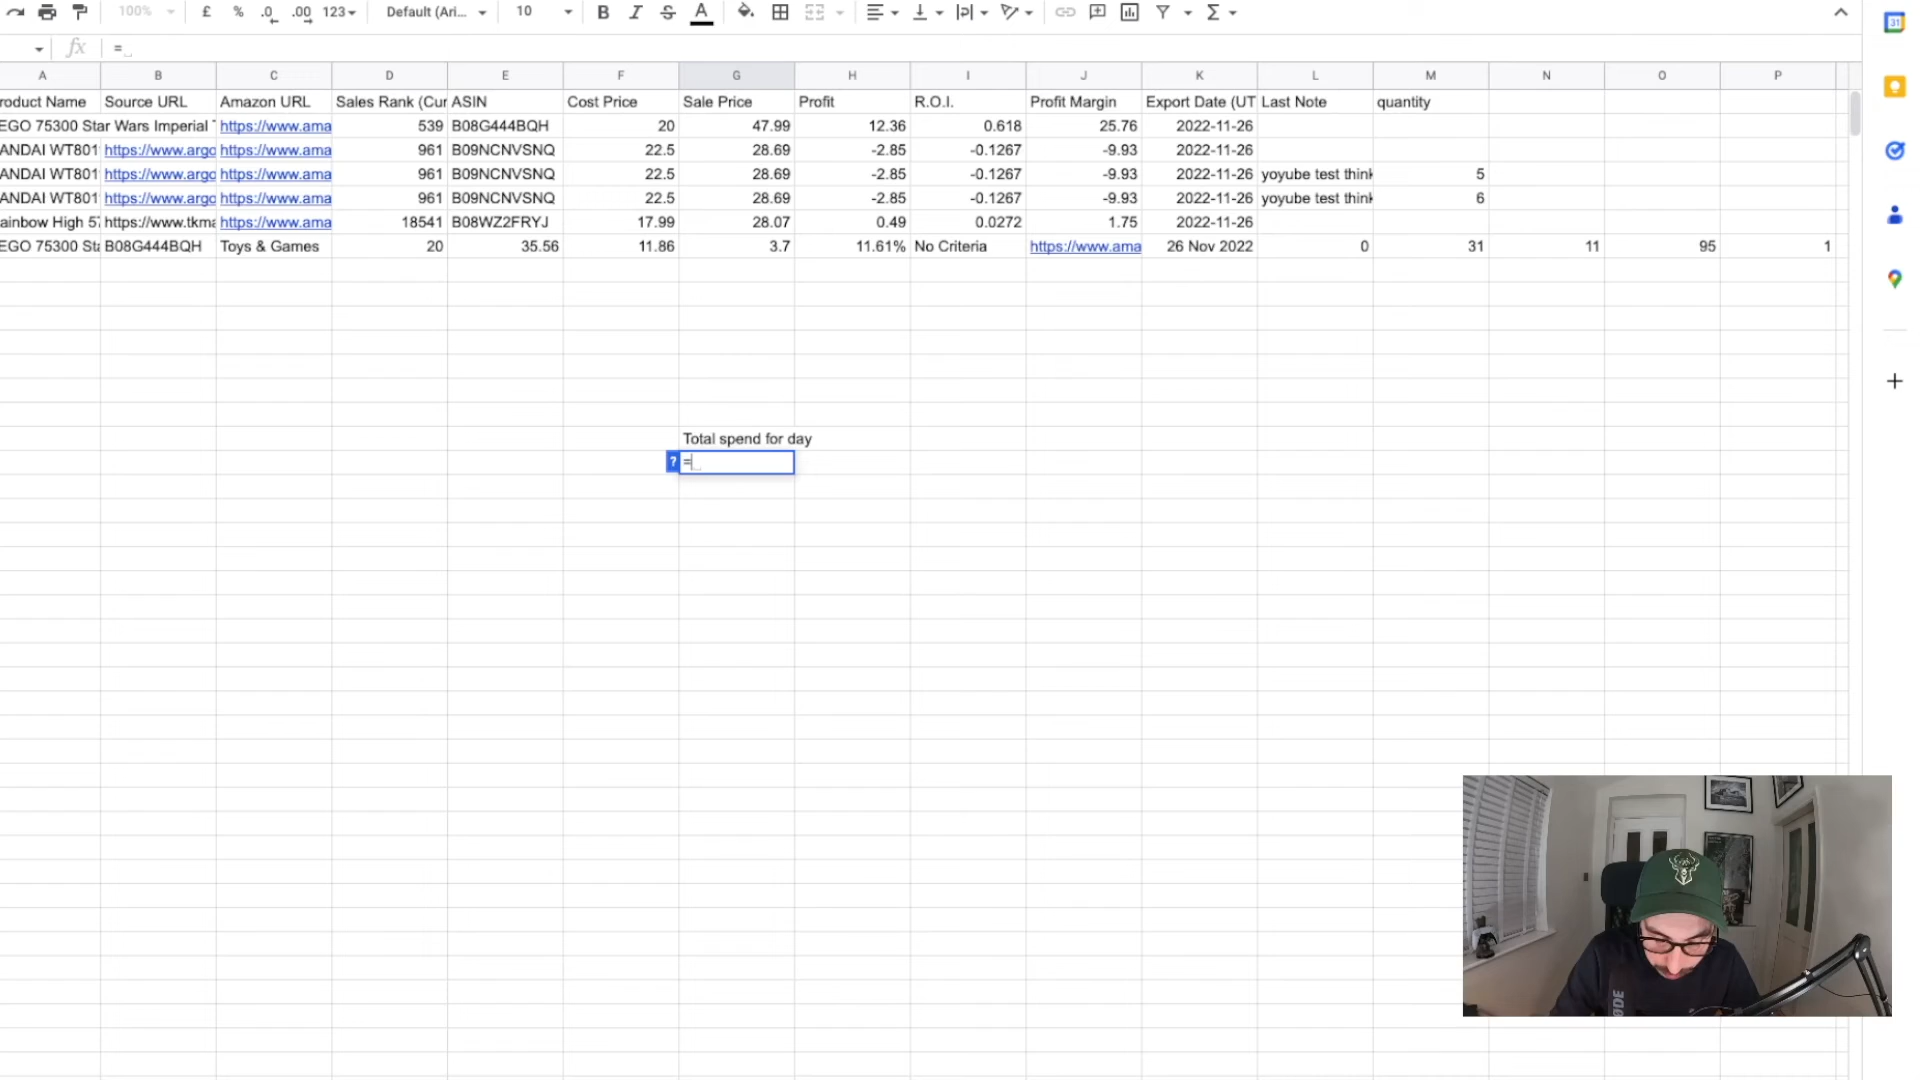 100% £ % .0 .00 123 Default (Ari... 10 B I S A Σ 31
fx =
A B C D E F G H I J K L M N O P
roduct Name Source URL Amazon URL Sales Rank (Cur ASIN Cost Price Sale Price Profit R.O.I. Profit Margin Export Date (UT Last Note quantity
EGO 75300 Star Wars Imperial https://www.ama 539 B08G444BQH 20 47.99 12.36 0.618 25.76 2022-11-26
ANDAI WT801 https://www.argo https://www.ama 961 B09NCNVSNQ 22.5 28.69 -2.85 -0.1267 -9.93 2022-11-26
ANDAI WT801 https://www.argo https://www.ama 961 B09NCNVSNQ 22.5 28.69 -2.85 -0.1267 -9.93 2022-11-26 yoyube test think 5
ANDAI WT801 https://www.argo https://www.ama 961 B09NCNVSNQ 22.5 28.69 -2.85 -0.1267 -9.93 2022-11-26 yoyube test think 6
ainbow High 57 https://www.tkma https://www.ama 18541 B08WZ2FRYJ 17.99 28.07 0.49 0.0272 1.75 2022-11-26
EGO 75300 Sta B08G444BQH Toys & Games 20 35.56 11.86 3.7 11.61% No Criteria https://www.ama 26 Nov 2022 0 31 11 95 1
Total spend for day
? =